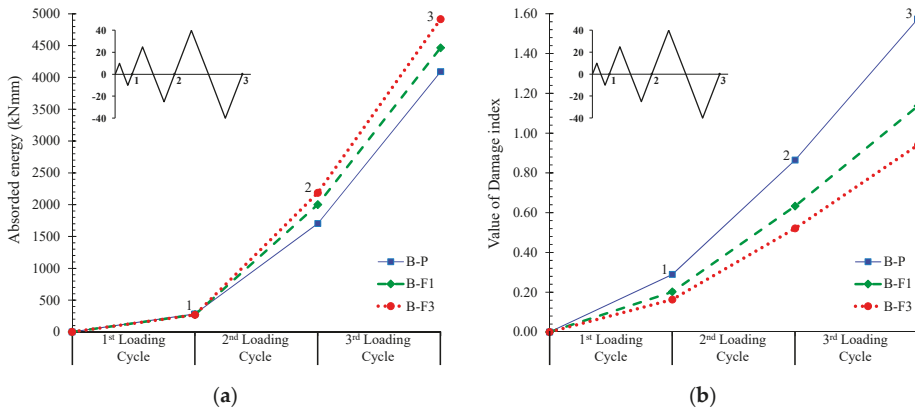 5000
4500
4000
3500
3000
2500
2000
1500
1000
500
0
Absorded energy (kNmm)
40
20
0
-20
-40
1
2
3
1
2
3
B-P
B-F1
B-F3
1st Loading
Cycle
2nd Loading
Cycle
3rd Loading
Cycle
(a)
1.60
1.40
1.20
1.00
0.80
0.60
0.40
0.20
0.00
Value of Damage index
40
20
0
-20
-40
1
2
3
1
2
3
B-P
B-F1
B-F3
1st Loading
Cycle
2nd Loading
Cycle
3rd Loading
Cycle
(b)